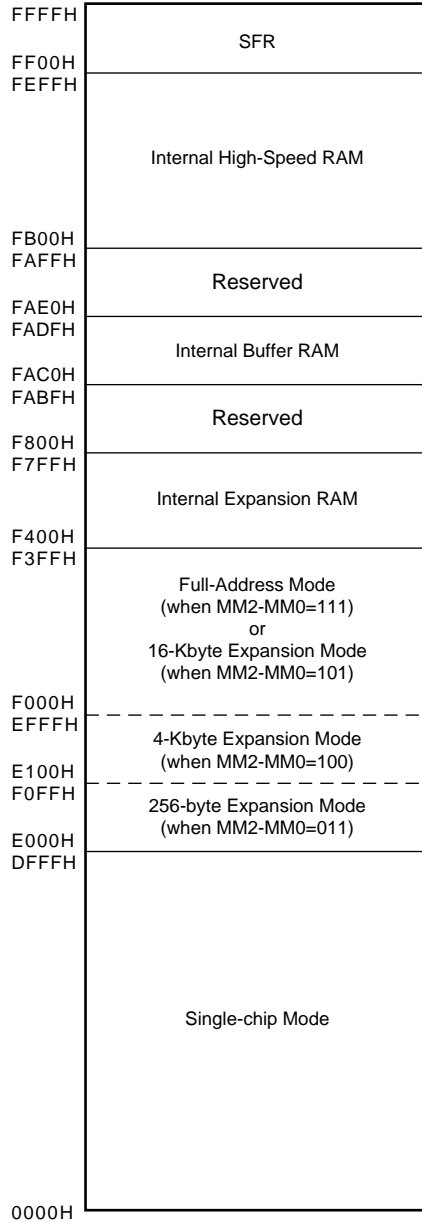 FFFFH
SFR
FF00H
FEFFH
Internal High-Speed RAM
FB00H
FAFFH
Reserved
FAE0H
FADFH
Internal Buffer RAM
FAC0H
FABFH
Reserved
F800H
F7FFH
Internal Expansion RAM
F400H
F3FFH
Full-Address Mode
(when MM2-MM0=111)
or
16-Kbyte Expansion Mode
(when MM2-MM0=101)
F000H
EFFFH
4-Kbyte Expansion Mode
(when MM2-MM0=100)
E100H
F0FFH
256-byte Expansion Mode
(when MM2-MM0=011)
E000H
DFFFH
Single-chip Mode
0000H